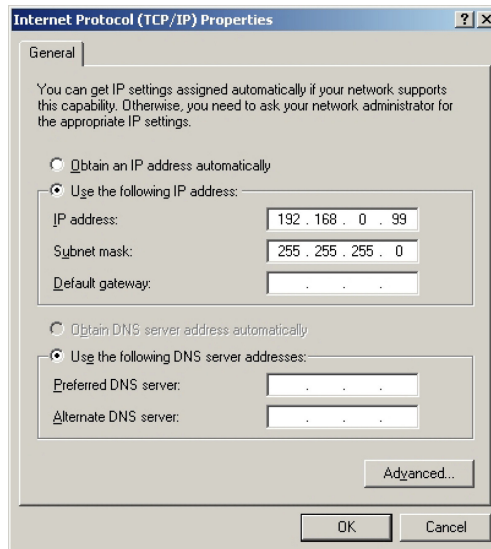 Internet Protocol (TCP/IP) Properties
General
You can get IP settings assigned automatically if your network supports
this capability. Otherwise, you need to ask your network administrator for
the appropriate IP settings.
Obtain an IP address automatically
Use the following IP address:
IP address: 192 . 168 . 0 . 99
Subnet mask: 255 . 255 . 255 . 0
Default gateway: . . .
Obtain DNS server address automatically
Use the following DNS server addresses:
Preferred DNS server: . . .
Alternate DNS server: . . .
Advanced...
OK Cancel